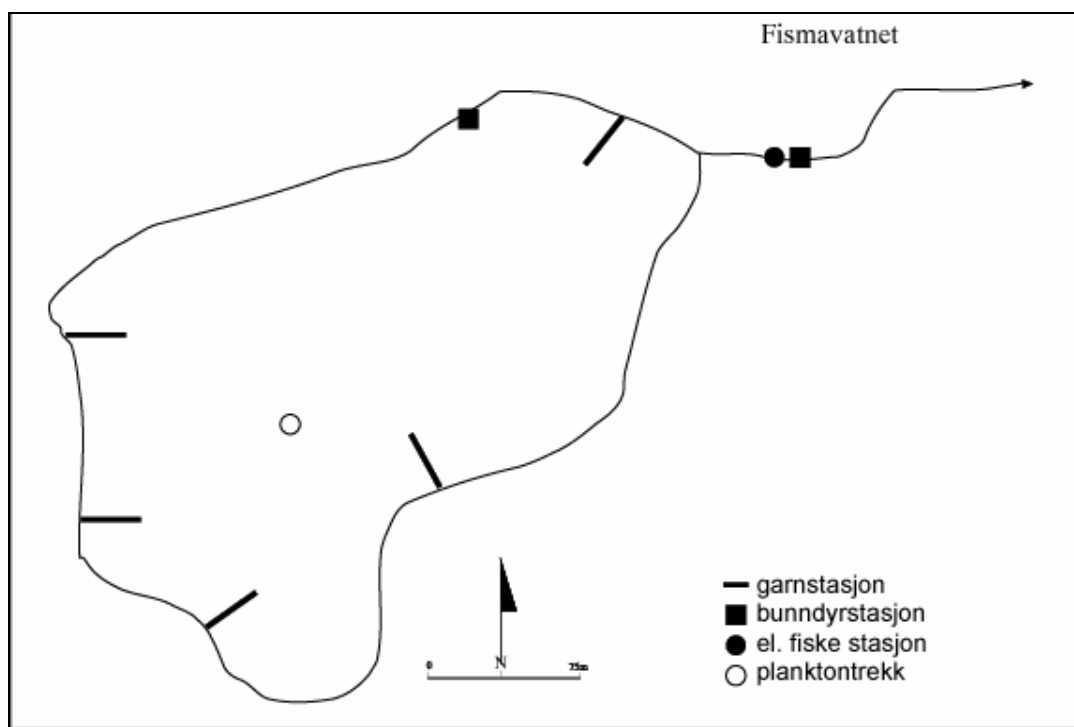 Fismavatnet
garnstasjon
bunndyrstasjon
el. fiske stasjon
planktontrekk
N
0 75m